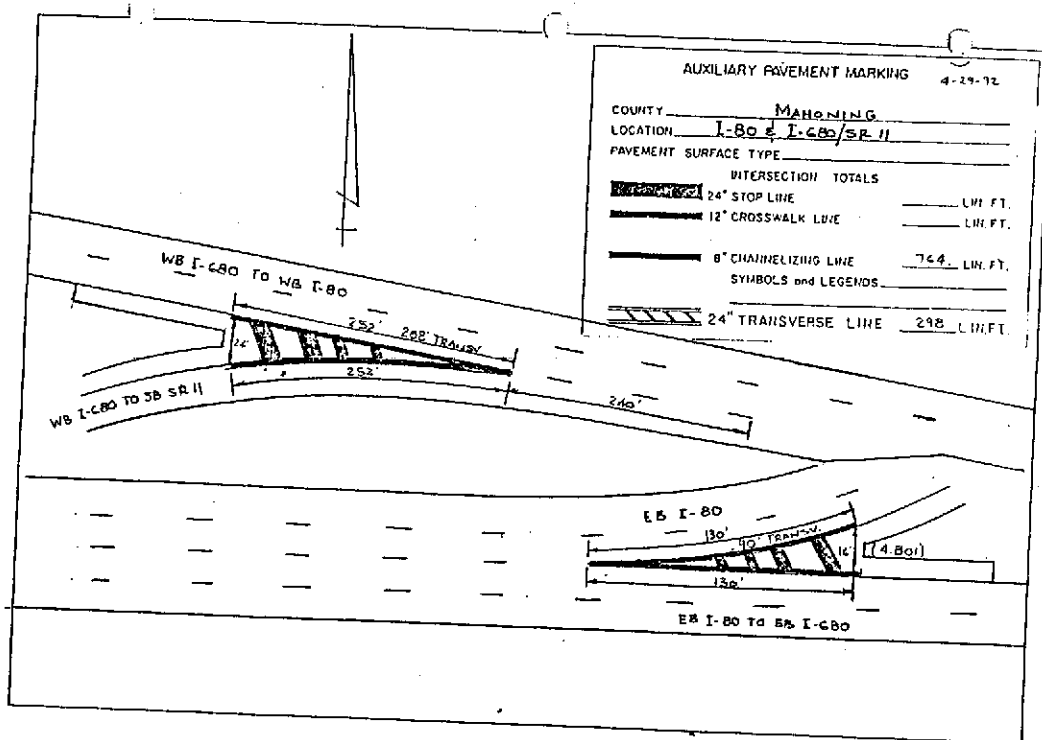 AUXILIARY PAVEMENT MARKING 4-29-72
COUNTY MAHONING
LOCATION I-80 & I-680/SR 11
PAVEMENT SURFACE TYPE
INTERSECTION TOTALS
24" STOP LINE LIN. FT.
12" CROSSWALK LINE LIN. FT.
8" CHANNELIZING LINE 764. LIN. FT.
SYMBOLS and LEGENDS
24" TRANSVERSE LINE 298 LIN. FT.
WB I-680 TO WB I-80
252'
208' TRANSV.
24'
252'
WB I-680 TO SB SR 11
240'
EB I-80
130'
90' TRANSV.
16'
(4.801)
130'
EB I-80 TO EB I-680